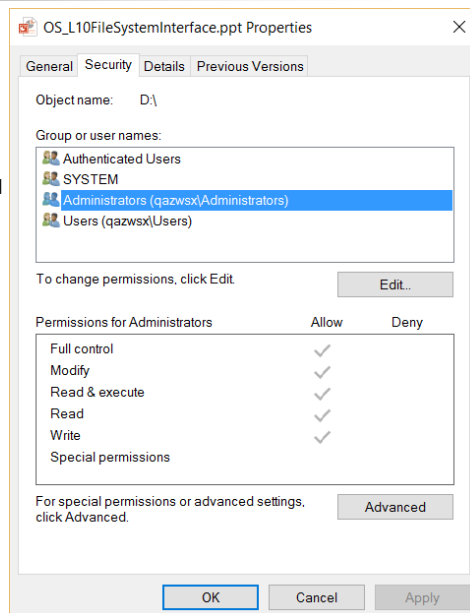 OS_L10FileSystemInterface.ppt Properties
General Security Details Previous Versions
Object name: D:\
Group or user names:
Authenticated Users
SYSTEM
Administrators (qazwsx\Administrators)
Users (qazwsx\Users)
To change permissions, click Edit.
Edit...
Permissions for Administrators Allow Deny
Full control
Modify
Read & execute
Read
Write
Special permissions
For special permissions or advanced settings,
click Advanced.
Advanced
OK Cancel Apply